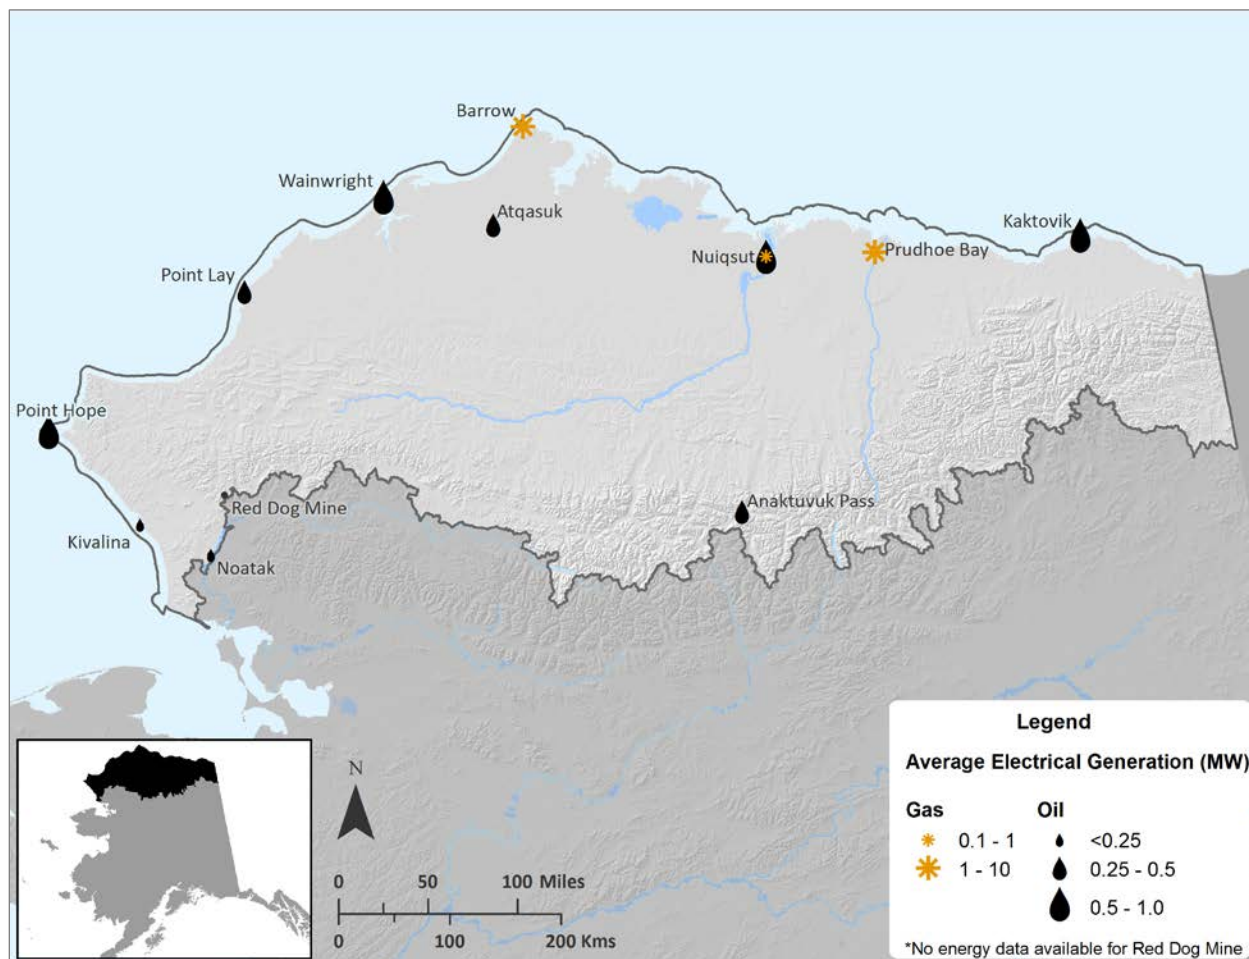 Barrow
Wainwright
Atqasuk
Kaktovik
Nuiqsut
Prudhoe Bay
Point Lay
Point Hope
Red Dog Mine
Anaktuvuk Pass
Kivalina
Noatak
N
0 50 100 Miles
0 100 200 Kms
Legend
Average Electrical Generation (MW)
Gas Oil
0.1 - 1 <0.25
1 - 10 0.25 - 0.5
0.5 - 1.0
*No energy data available for Red Dog Mine